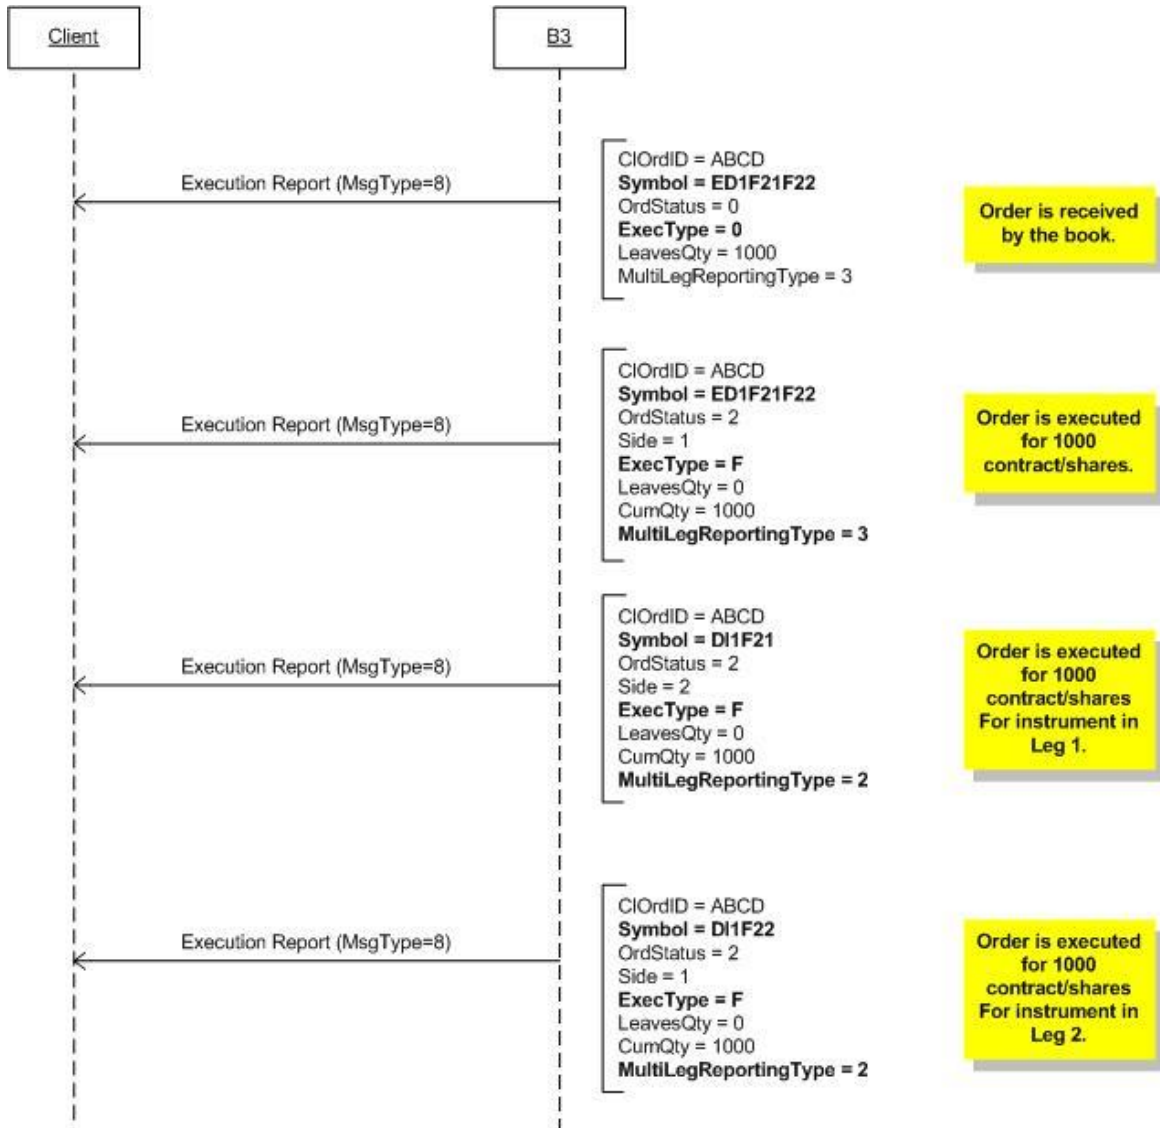 Client
B3
Execution Report (MsgType=8)
ClOrdID = ABCD
Symbol = ED1F21F22
OrdStatus = 0
ExecType = 0
LeavesQty = 1000
MultiLegReportingType = 3
Order is received
by the book.
Execution Report (MsgType=8)
ClOrdID = ABCD
Symbol = ED1F21F22
OrdStatus = 2
Side = 1
ExecType = F
LeavesQty = 0
CumQty = 1000
MultiLegReportingType = 3
Order is executed
for 1000
contract/shares.
Execution Report (MsgType=8)
ClOrdID = ABCD
Symbol = DI1F21
OrdStatus = 2
Side = 2
ExecType = F
LeavesQty = 0
CumQty = 1000
MultiLegReportingType = 2
Order is executed
for 1000
contract/shares
For instrument in
Leg 1.
Execution Report (MsgType=8)
ClOrdID = ABCD
Symbol = DI1F22
OrdStatus = 2
Side = 1
ExecType = F
LeavesQty = 0
CumQty = 1000
MultiLegReportingType = 2
Order is executed
for 1000
contract/shares
For instrument in
Leg 2.